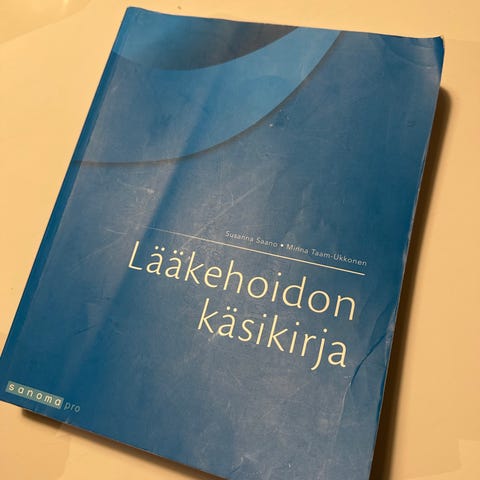 Susanna Saano • Minna Taam-Ukkonen
Lääkehoidon
käsikirja
sanoma pro